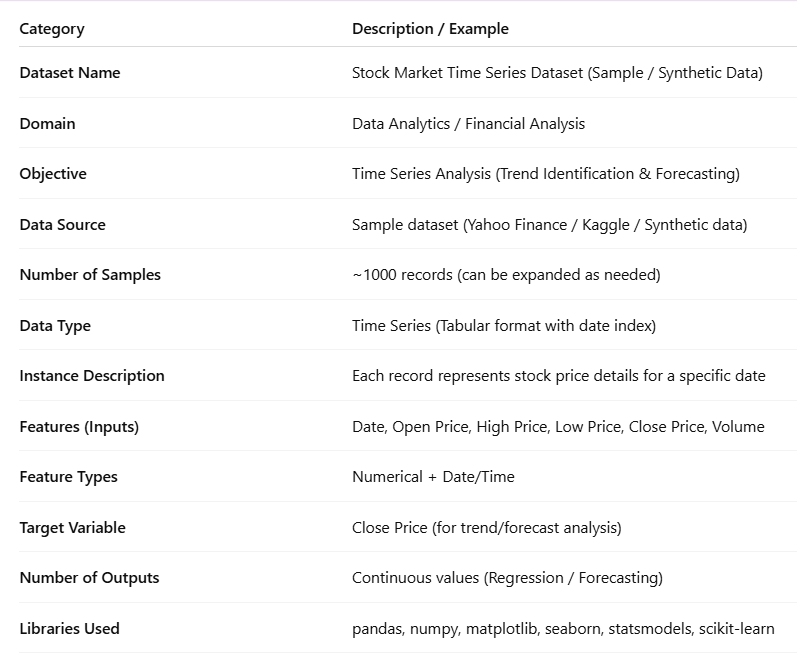 Category Description / Example
Dataset Name Stock Market Time Series Dataset (Sample / Synthetic Data)
Domain Data Analytics / Financial Analysis
Objective Time Series Analysis (Trend Identification & Forecasting)
Data Source Sample dataset (Yahoo Finance / Kaggle / Synthetic data)
Number of Samples ~1000 records (can be expanded as needed)
Data Type Time Series (Tabular format with date index)
Instance Description Each record represents stock price details for a specific date
Features (Inputs) Date, Open Price, High Price, Low Price, Close Price, Volume
Feature Types Numerical + Date/Time
Target Variable Close Price (for trend/forecast analysis)
Number of Outputs Continuous values (Regression / Forecasting)
Libraries Used pandas, numpy, matplotlib, seaborn, statsmodels, scikit-learn